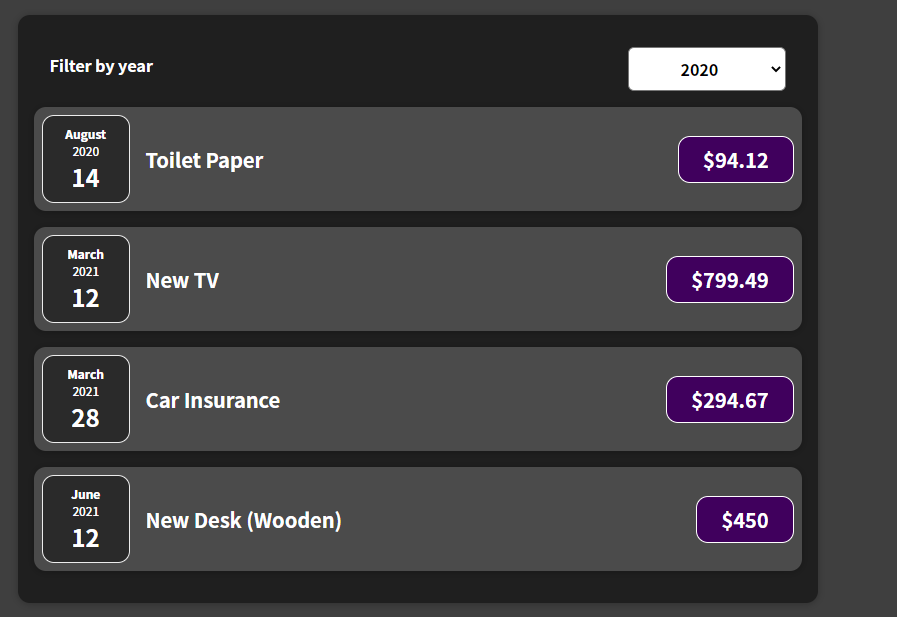 Filter by year
2020
August
2020
14
Toilet Paper
$94.12
March
2021
12
New TV
$799.49
March
2021
28
Car Insurance
$294.67
June
2021
12
New Desk (Wooden)
$450